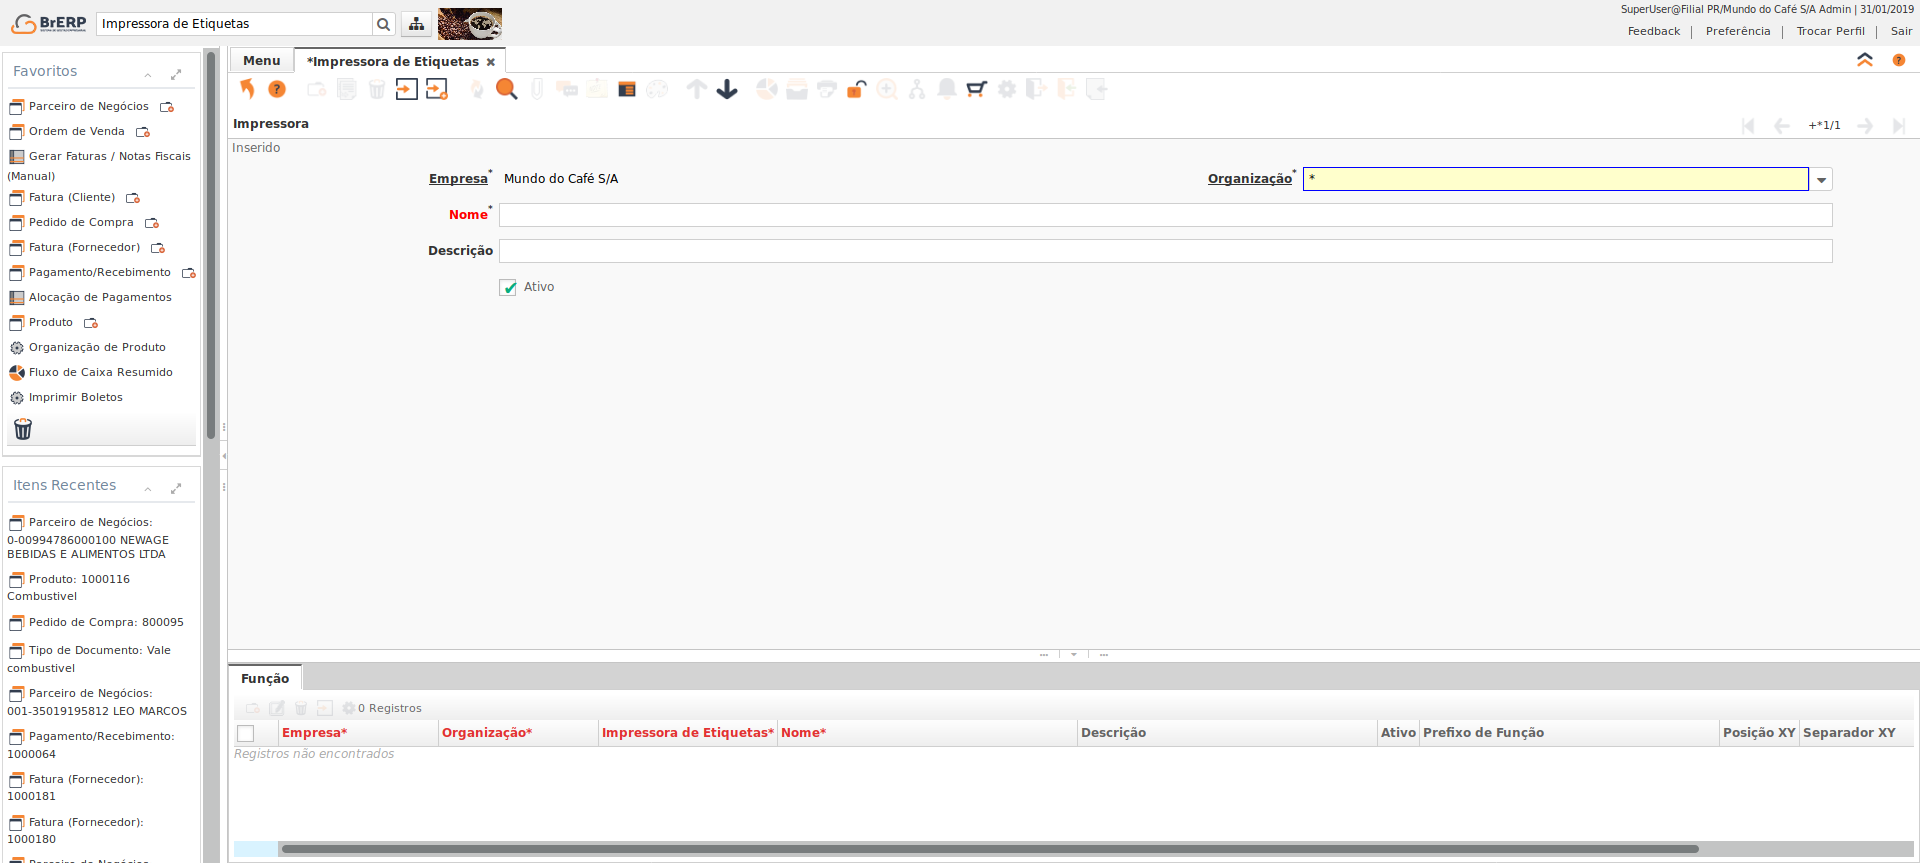 BrERP
Impressora de Etiquetas
SuperUser@Filial PR/Mundo do Café S/A Admin | 31/01/2019
Feedback | Preferência | Trocar Perfil | Sair
Favoritos
Parceiro de Negócios
Ordem de Venda
Gerar Faturas / Notas Fiscais
(Manual)
Fatura (Cliente)
Pedido de Compra
Fatura (Fornecedor)
Pagamento/Recebimento
Alocação de Pagamentos
Produto
Organização de Produto
Fluxo de Caixa Resumido
Imprimir Boletos
Itens Recentes
Parceiro de Negócios:
0-00994786000100 NEWAGE
BEBIDAS E ALIMENTOS LTDA
Produto: 1000116
Combustivel
Pedido de Compra: 800095
Tipo de Documento: Vale
combustivel
Parceiro de Negócios:
001-35019195812 LEO MARCOS
Pagamento/Recebimento:
1000064
Fatura (Fornecedor):
1000181
Fatura (Fornecedor):
1000180
Parceiro de Negócios
Menu
*Impressora de Etiquetas
Impressora
+*1/1
Inserido
Empresa* Mundo do Café S/A
Organização* *
Nome*
Descrição
Ativo
Função
0 Registros
Empresa* Organização* Impressora de Etiquetas* Nome* Descrição Ativo Prefixo de Função Posição XY Separador XY
Registros não encontrados